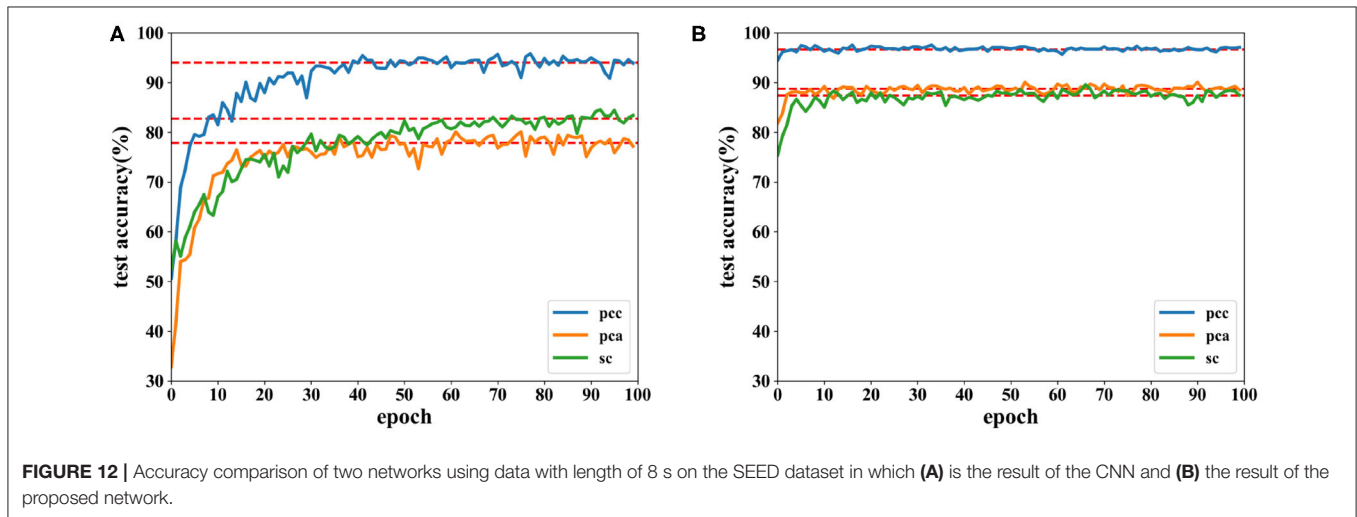 A
100
90
80
70
60
50
40
30
test accuracy(%)
0 10 20 30 40 50 60 70 80 90 100
epoch
pcc
pca
sc
B
100
90
80
70
60
50
40
30
test accuracy(%)
0 10 20 30 40 50 60 70 80 90 100
epoch
pcc
pca
sc
FIGURE 12 | Accuracy comparison of two networks using data with length of 8 s on the SEED dataset in which (A) is the result of the CNN and (B) the result of the
proposed network.